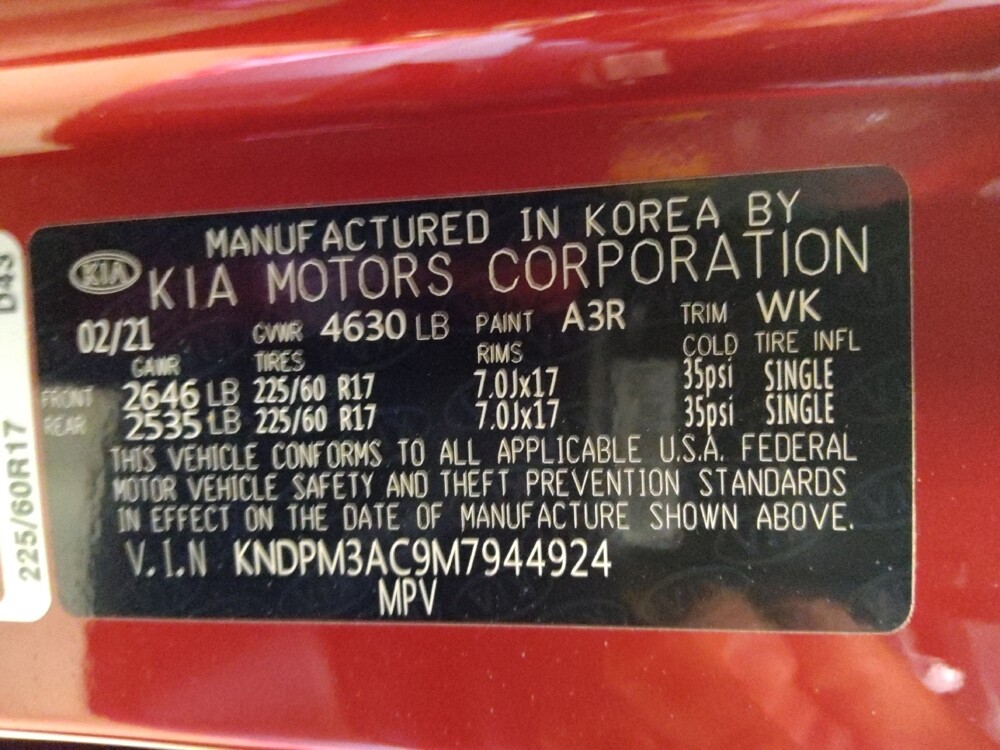 MANUFACTURED IN KOREA BY
KIA KIA MOTORS CORPORATION
02/21 GVWR 4630 LB PAINT A3R TRIM WK
GAWR TIRES RIMS COLD TIRE INFL
FRONT 2646 LB 225/60 R17 7.0Jx17 35psi SINGLE
REAR 2535 LB 225/60 R17 7.0Jx17 35psi SINGLE
THIS VEHICLE CONFORMS TO ALL APPLICABLE U.S.A. FEDERAL
MOTOR VEHICLE SAFETY AND THEFT PREVENTION STANDARDS
IN EFFECT ON THE DATE OF MANUFACTURE SHOWN ABOVE.
V.I.N KNDPM3AC9M7944924
MPV
225/60R17